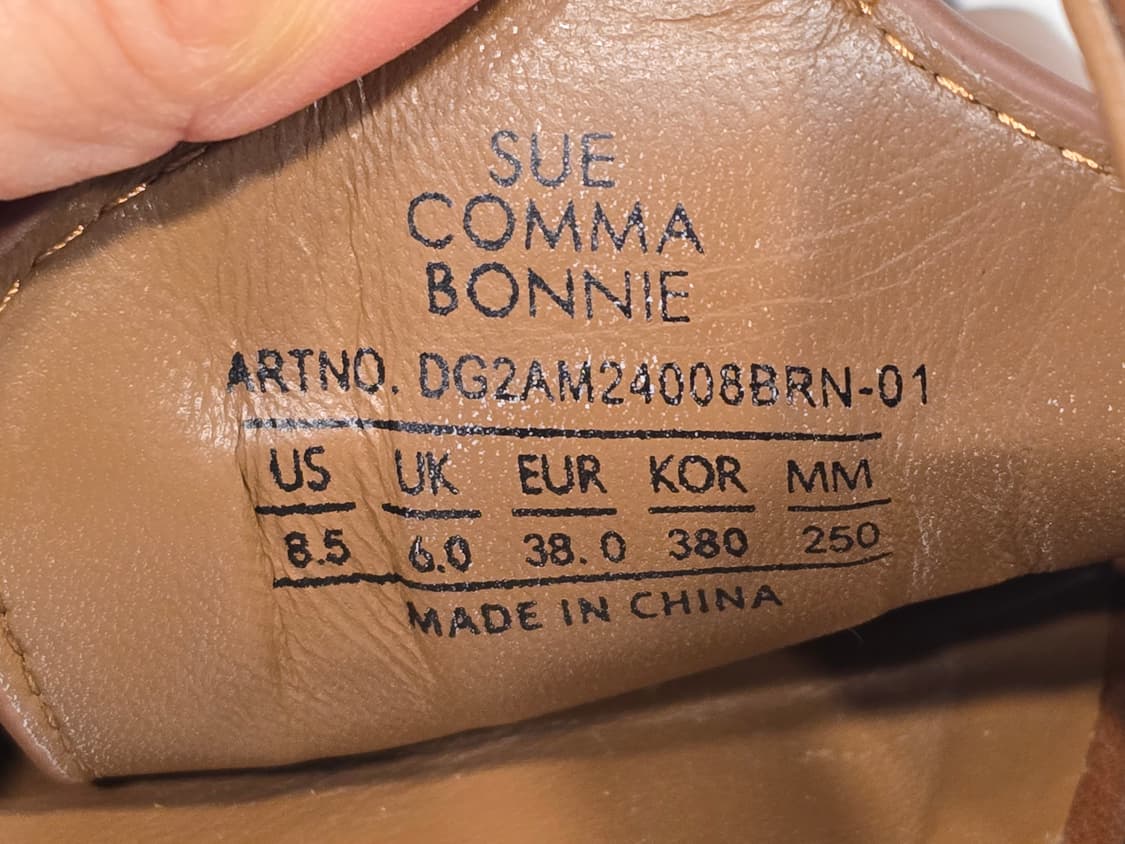 SUE
COMMA
BONNIE
ARTNO. DG2AM24008BRN-01
US UK EUR KOR MM
8.5 6.0 38.0 380 250
MADE IN CHINA